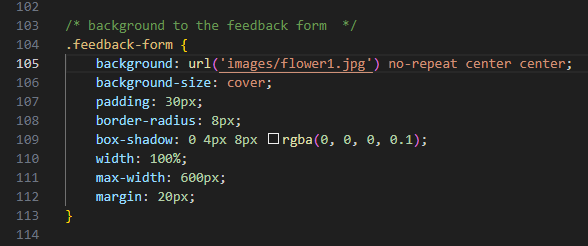 102
103 /* background to the feedback form  */
104 .feedback-form {
105     background: url('images/flower1.jpg') no-repeat center center;
106     background-size: cover;
107     padding: 30px;
108     border-radius: 8px;
109     box-shadow: 0 4px 8px rgba(0, 0, 0, 0.1);
110     width: 100%;
111     max-width: 600px;
112     margin: 20px;
113 }
114